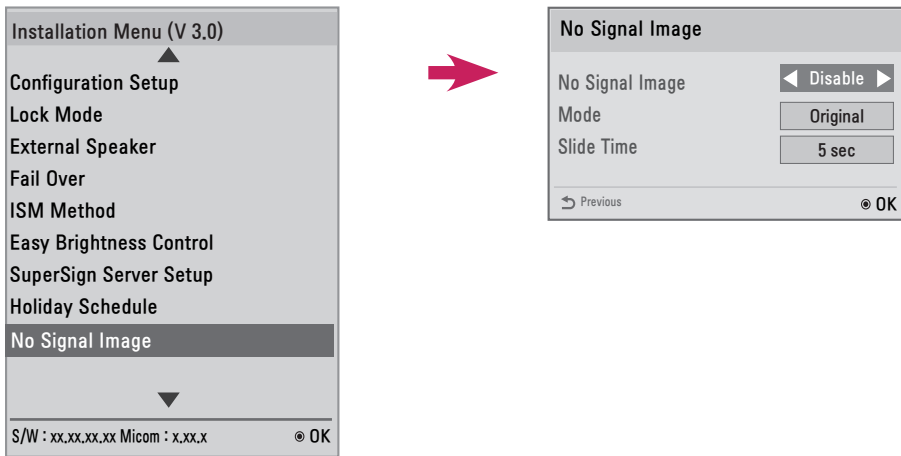 Installation Menu (V 3.0)
Configuration Setup
Lock Mode
External Speaker
Fail Over
ISM Method
Easy Brightness Control
SuperSign Server Setup
Holiday Schedule
No Signal Image
S/W : xx.xx.xx.xx Micom : x.xx.x ◉ OK
No Signal Image
No Signal Image ◀ Disable ▶
Mode Original
Slide Time 5 sec
Previous ◉ OK